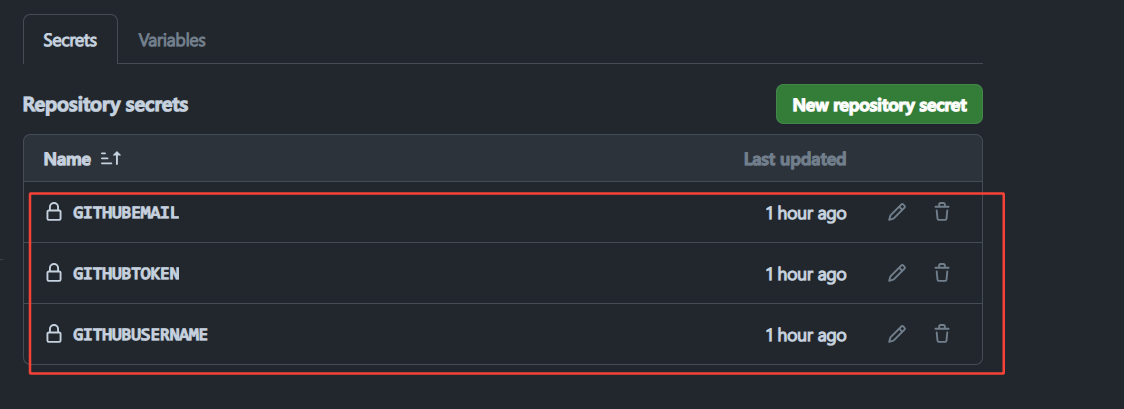 Secrets Variables
Repository secrets New repository secret
Name Last updated
GITHUBEMAIL 1 hour ago
GITHUBTOKEN 1 hour ago
GITHUBUSERNAME 1 hour ago